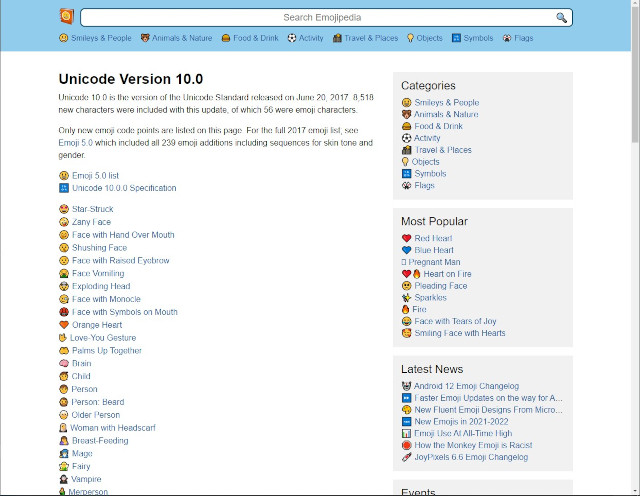 Search Emojipedia
Smileys & People Animals & Nature Food & Drink Activity Travel & Places Objects Symbols Flags
Unicode Version 10.0
Unicode 10.0 is the version of the Unicode Standard released on June 20, 2017. 8,518
new characters were included with this update, of which 56 were emoji characters.
Only new emoji code points are listed on this page. For the full 2017 emoji list, see
Emoji 5.0 which included all 239 emoji additions including sequences for skin tone and
gender.
Emoji 5.0 list
Unicode 10.0.0 Specification
Star-Struck
Zany Face
Face with Hand Over Mouth
Shushing Face
Face with Raised Eyebrow
Face Vomiting
Exploding Head
Face with Monocle
Face with Symbols on Mouth
Orange Heart
Love-You Gesture
Palms Up Together
Brain
Child
Person
Person: Beard
Older Person
Woman with Headscarf
Breast-Feeding
Mage
Fairy
Vampire
Merperson
Categories
Smileys & People
Animals & Nature
Food & Drink
Activity
Travel & Places
Objects
Symbols
Flags
Most Popular
Red Heart
Blue Heart
Pregnant Man
Heart on Fire
Pleading Face
Sparkles
Fire
Face with Tears of Joy
Smiling Face with Hearts
Latest News
Android 12 Emoji Changelog
Faster Emoji Updates on the way for A...
New Fluent Emoji Designs From Micro...
New Emojis in 2021-2022
Emoji Use At All-Time High
How the Monkey Emoji is Racist
JoyPixels 6.6 Emoji Changelog
Events